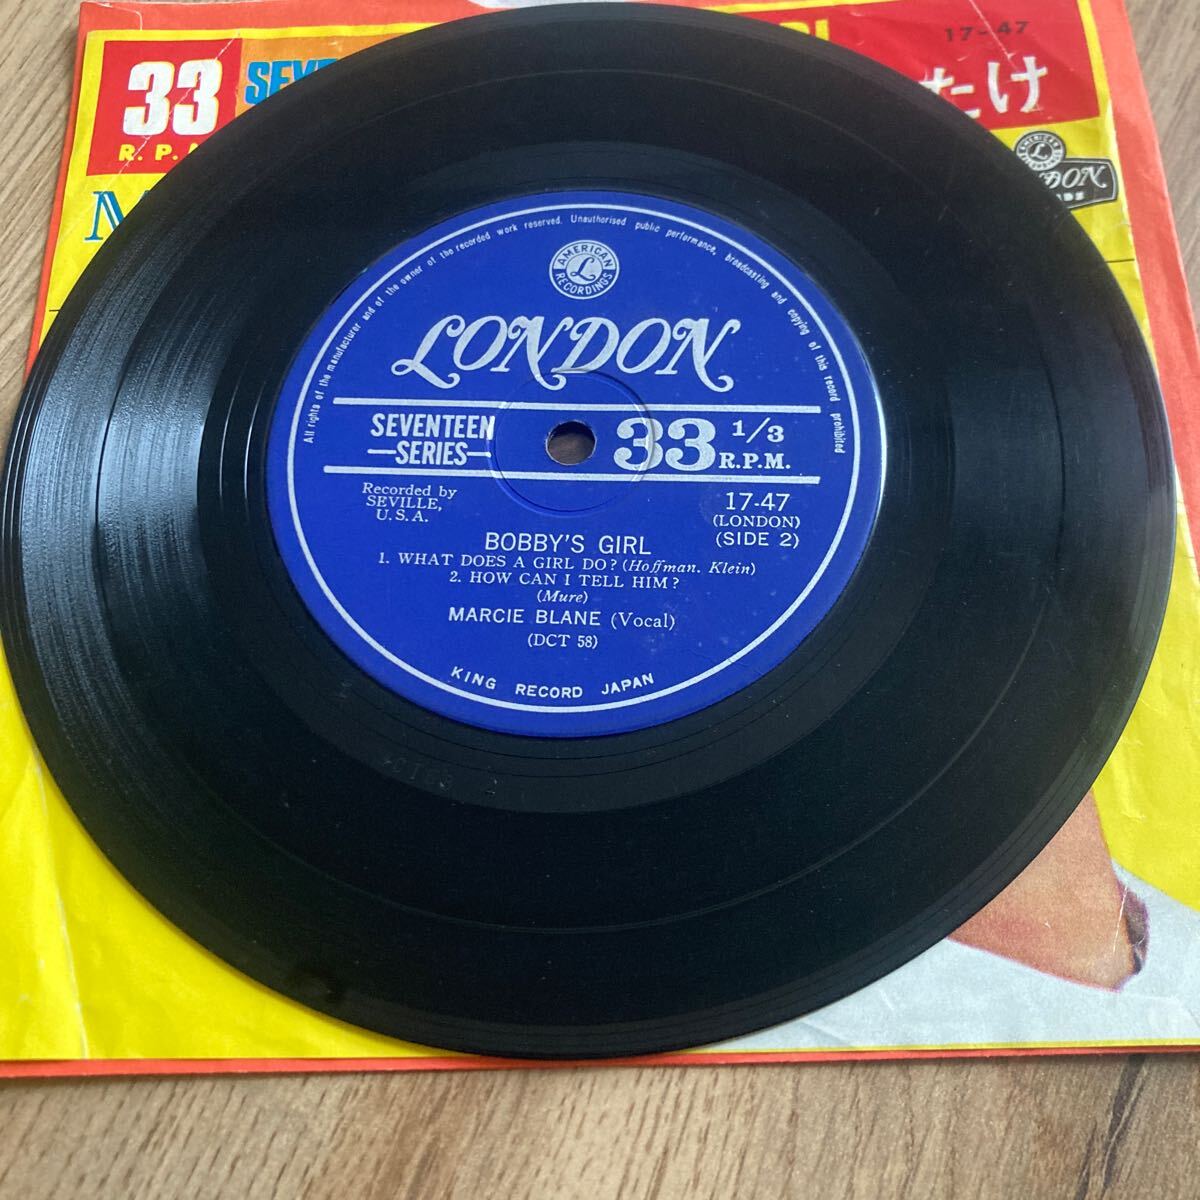 33
R.P.
17-47
たけ
All rights of the manufacturer and of the owner of the recorded work reserved. Unauthorised public performance, broadcasting and copying of this record prohibited
AMERICAN
L
RECORDINGS
LONDON
SEVENTEEN
—SERIES—
33 1/3
R.P.M.
Recorded by
SEVILLE,
U.S.A.
17-47
(LONDON)
(SIDE 2)
BOBBY'S GIRL
1. WHAT DOES A GIRL DO? (Hoffman. Klein)
2. HOW CAN I TELL HIM?
(Mure)
MARCIE BLANE (Vocal)
(DCT 58)
KING RECORD JAPAN